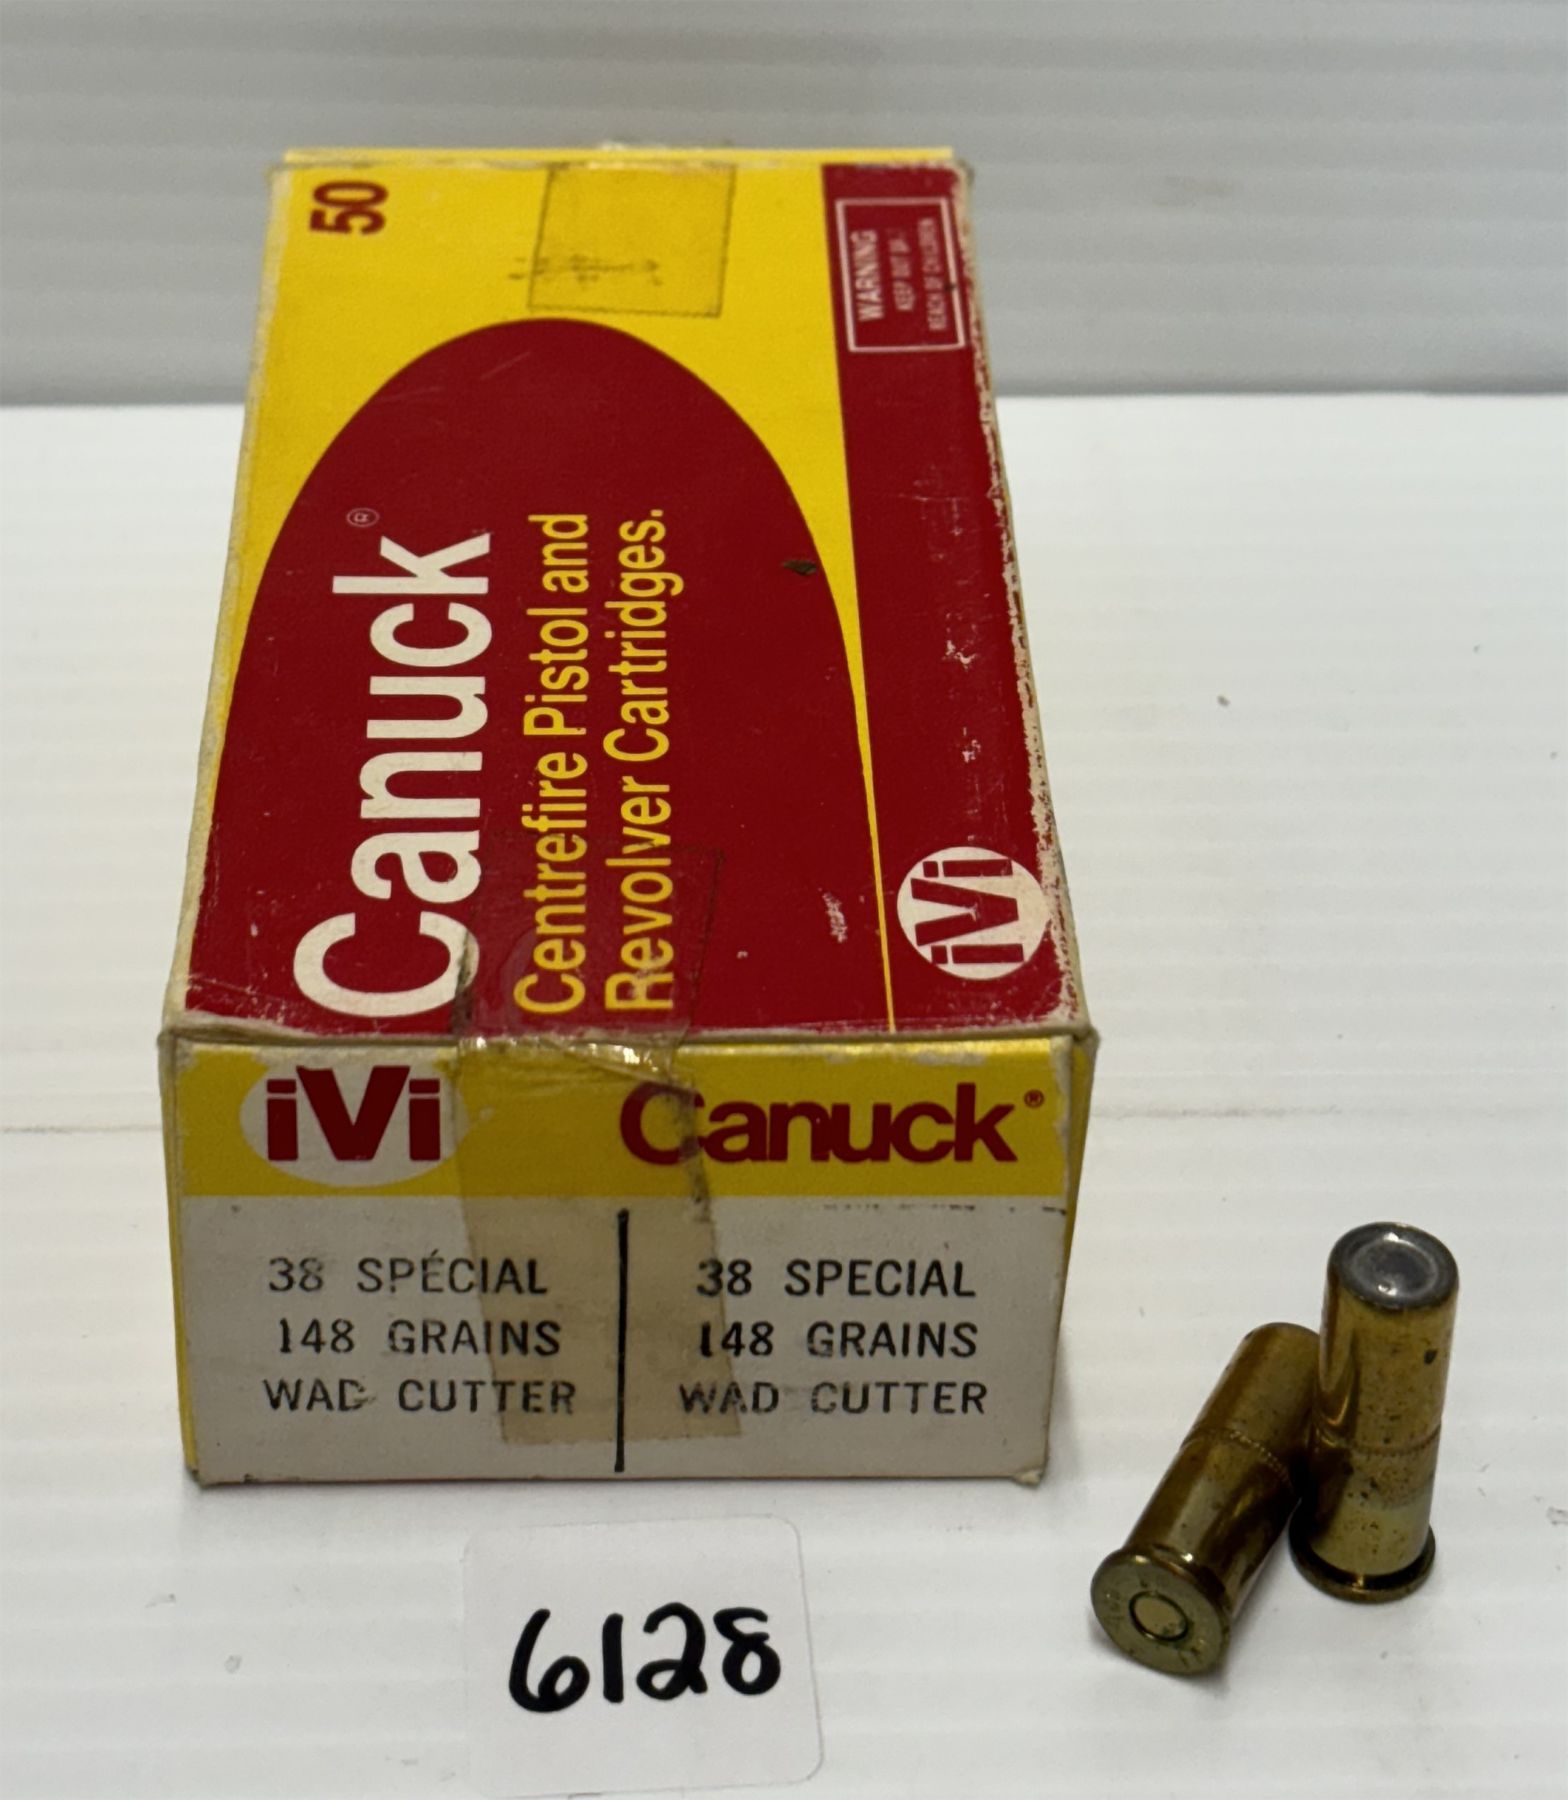 50
WARNING
KEEP OUT OF
REACH OF CHILDREN
Canuck®
Centrefire Pistol and
Revolver Cartridges.
iVi
iVi Canuck®
38 SPÉCIAL
148 GRAINS
WAD CUTTER
38 SPECIAL
148 GRAINS
WAD CUTTER
6128